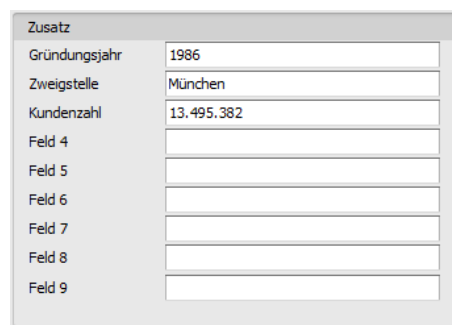 Zusatz
Gründungsjahr 1986
Zweigstelle München
Kundenzahl 13.495.382
Feld 4
Feld 5
Feld 6
Feld 7
Feld 8
Feld 9